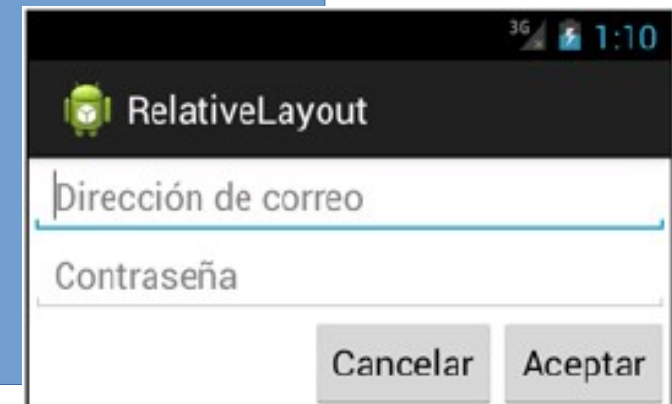 3G 1:10
RelativeLayout
Dirección de correo
Contraseña
Cancelar Aceptar